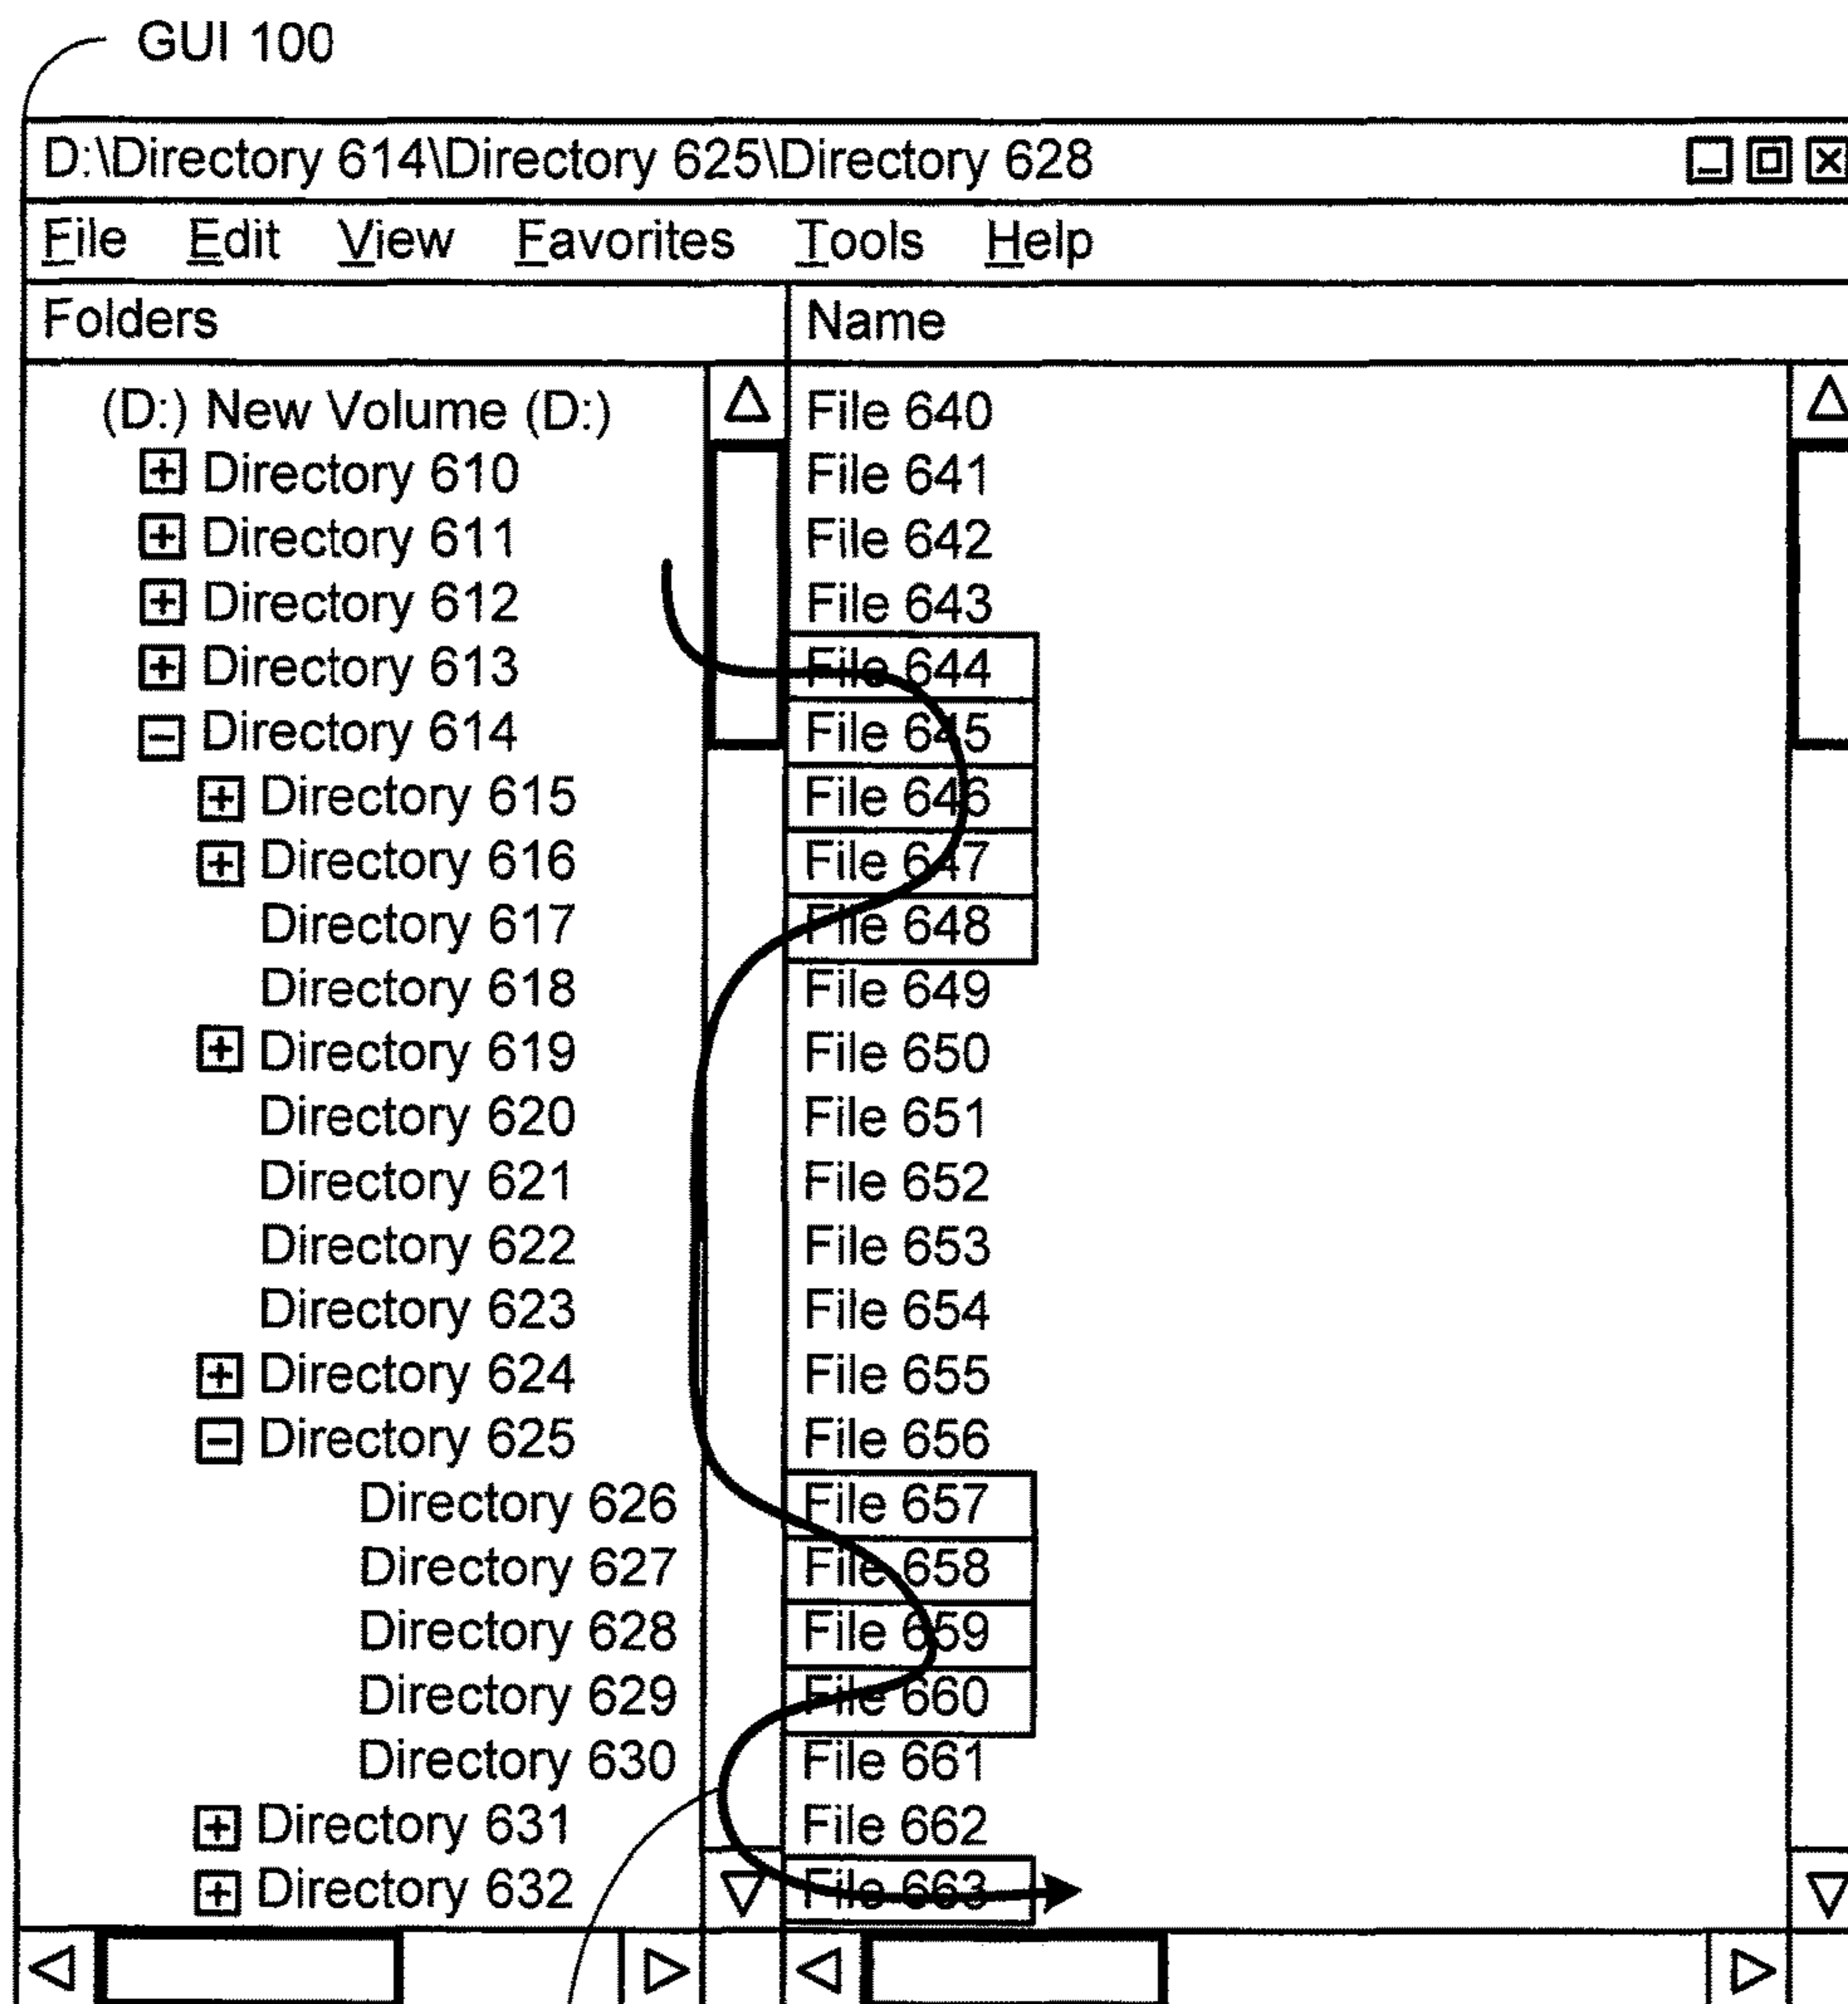 GUI 100
D:\Directory 614\Directory 625\Directory 628
File Edit View Favorites Tools Help
Folders Name
(D:) New Volume (D:) File 640
Directory 610 File 641
Directory 611 File 642
Directory 612 File 643
Directory 613 File 644
Directory 614 File 645
Directory 615 File 646
Directory 616 File 647
Directory 617 File 648
Directory 618 File 649
Directory 619 File 650
Directory 620 File 651
Directory 621 File 652
Directory 622 File 653
Directory 623 File 654
Directory 624 File 655
Directory 625 File 656
Directory 626 File 657
Directory 627 File 658
Directory 628 File 659
Directory 629 File 660
Directory 630 File 661
Directory 631 File 662
Directory 632 File 663